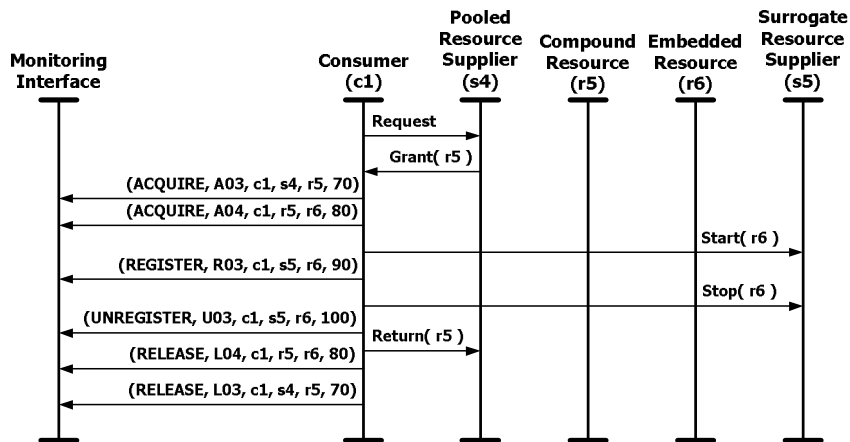 Monitoring
Interface
Consumer
(c1)
Pooled
Resource
Supplier
(s4)
Compound
Resource
(r5)
Embedded
Resource
(r6)
Surrogate
Resource
Supplier
(s5)
Request
Grant( r5 )
(ACQUIRE, A03, c1, s4, r5, 70)
(ACQUIRE, A04, c1, r5, r6, 80)
Start( r6 )
(REGISTER, R03, c1, s5, r6, 90)
Stop( r6 )
(UNREGISTER, U03, c1, s5, r6, 100)
Return( r5 )
(RELEASE, L04, c1, r5, r6, 80)
(RELEASE, L03, c1, s4, r5, 70)